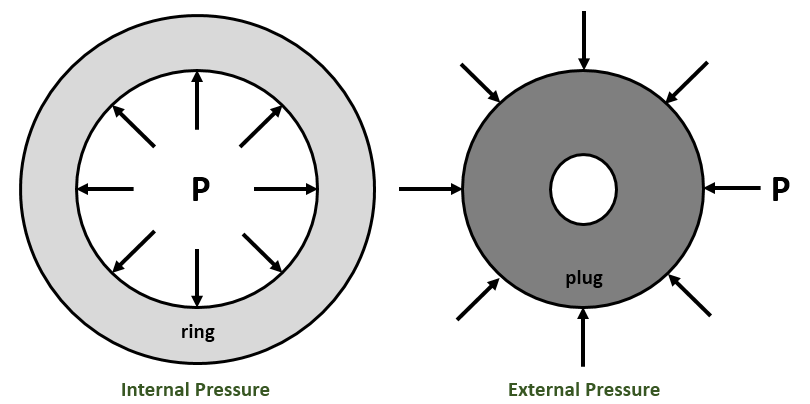 P
ring
Internal Pressure
P
plug
External Pressure